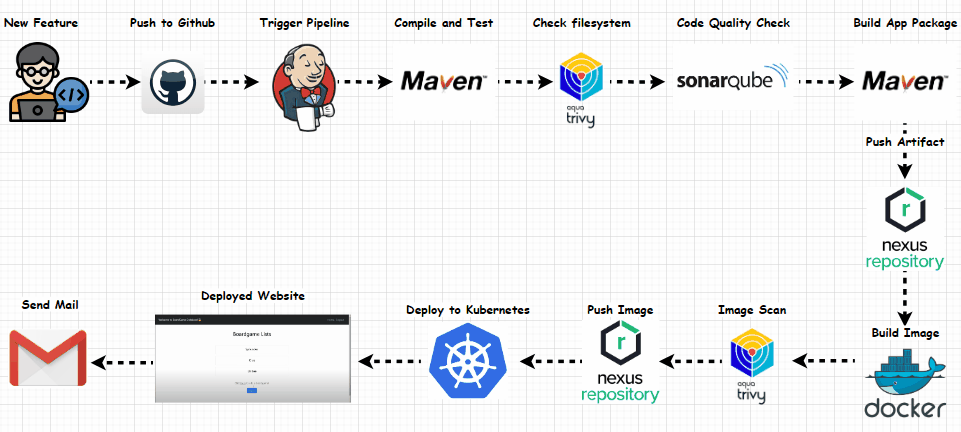 New Feature
Push to Github
Trigger Pipeline
Compile and Test
Check filesystem
Code Quality Check
Build App Package
</>
Maven™
aqua
trivy
sonarqube
Maven™
Push Artifact
r
nexus
repository
Send Mail
Deployed Website
Deploy to Kubernetes
Push Image
Image Scan
Build Image
Boardgame Lists
r
nexus
repository
aqua
trivy
docker